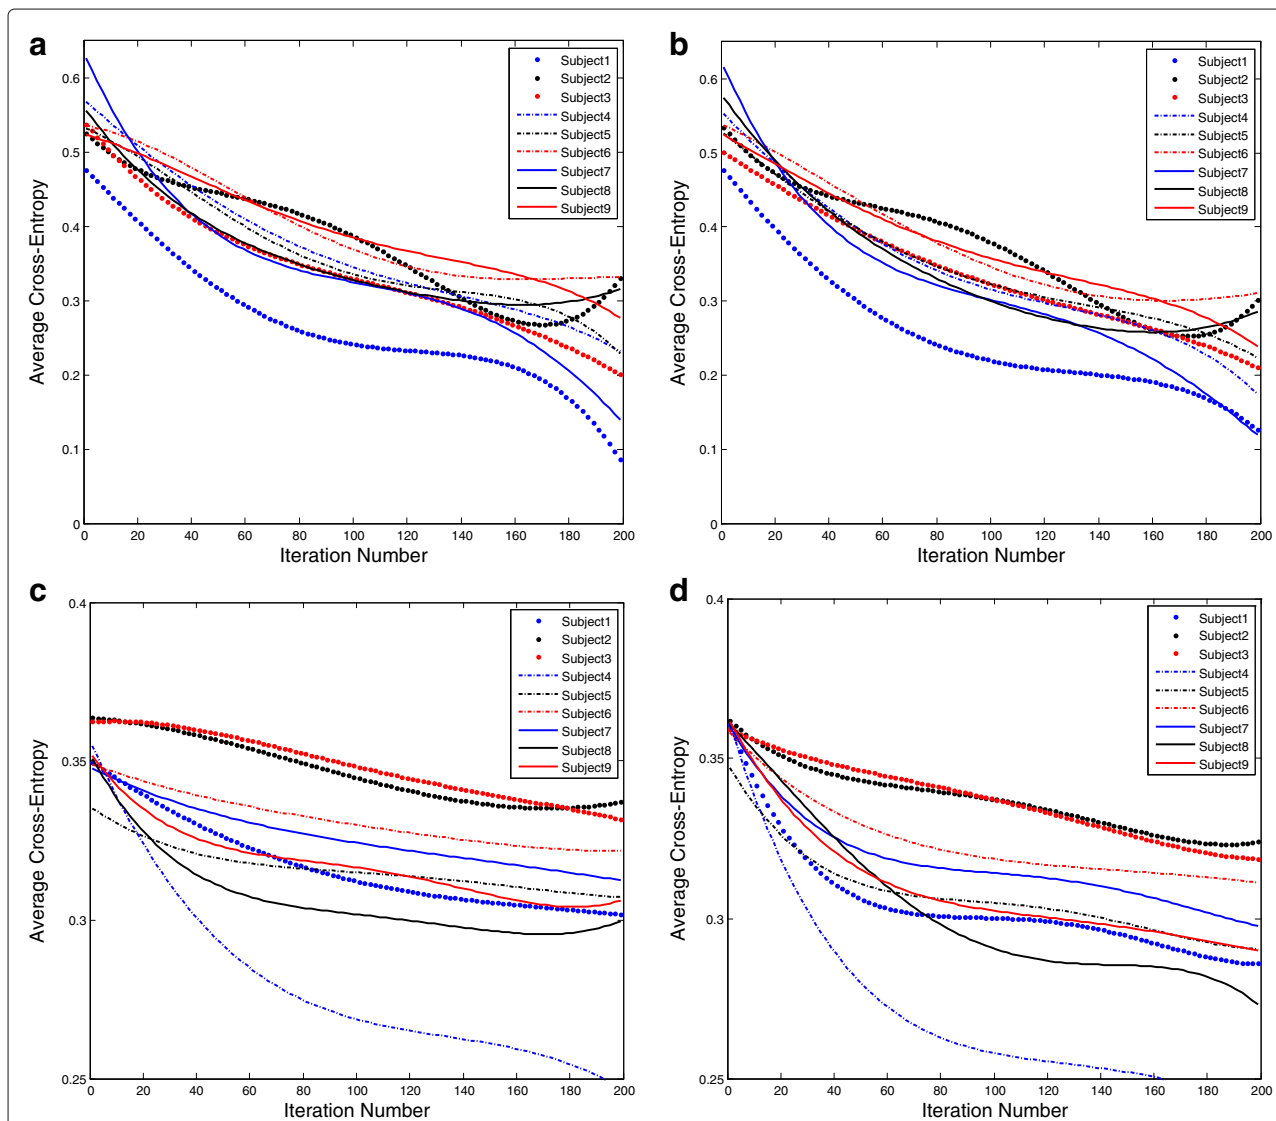 a
Average Cross-Entropy
0.6
0.5
0.4
0.3
0.2
0.1
0
Subject1
Subject2
Subject3
Subject4
Subject5
Subject6
Subject7
Subject8
Subject9
0 20 40 60 80 100 120 140 160 180 200
Iteration Number
b
Average Cross-Entropy
0.6
0.5
0.4
0.3
0.2
0.1
0
Subject1
Subject2
Subject3
Subject4
Subject5
Subject6
Subject7
Subject8
Subject9
0 20 40 60 80 100 120 140 160 180 200
Iteration Number
c
Average Cross-Entropy
0.4
0.35
0.3
0.25
Subject1
Subject2
Subject3
Subject4
Subject5
Subject6
Subject7
Subject8
Subject9
0 20 40 60 80 100 120 140 160 180 200
Iteration Number
d
Average Cross-Entropy
0.4
0.35
0.3
0.25
Subject1
Subject2
Subject3
Subject4
Subject5
Subject6
Subject7
Subject8
Subject9
0 20 40 60 80 100 120 140 160 180 200
Iteration Number